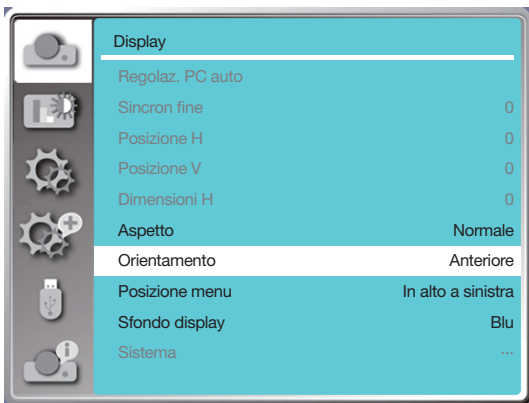 Display
Regolaz. PC auto
Sincron fine 0
Posizione H 0
Posizione V 0
Dimensioni H 0
Aspetto Normale
Orientamento Anteriore
Posizione menu In alto a sinistra
Sfondo display Blu
Sistema ...